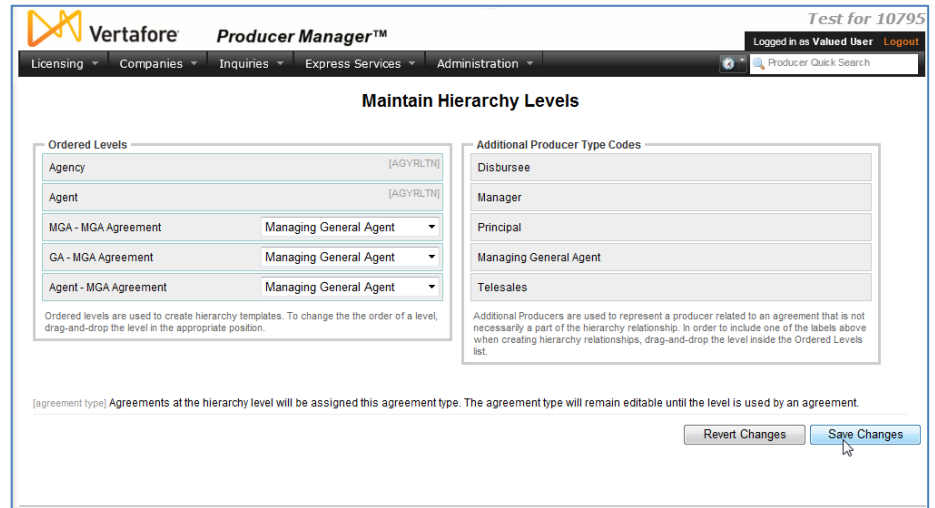 Test for 10795
Vertafore
Producer Manager™
Logged in as Valued User Logout
Licensing Companies Inquiries Express Services Administration Producer Quick Search
Maintain Hierarchy Levels
Ordered Levels
Agency [AGYRLTN]
Agent [AGYRLTN]
MGA - MGA Agreement Managing General Agent
GA - MGA Agreement Managing General Agent
Agent - MGA Agreement Managing General Agent
Ordered levels are used to create hierarchy templates. To change the the order of a level,
drag-and-drop the level in the appropriate position.
Additional Producer Type Codes
Disbursee
Manager
Principal
Managing General Agent
Telesales
Additional Producers are used to represent a producer related to an agreement that is not
necessarily a part of the hierarchy relationship. In order to include one of the labels above
when creating hierarchy relationships, drag-and-drop the level inside the Ordered Levels
list.
[agreement type] Agreements at the hierarchy level will be assigned this agreement type. The agreement type will remain editable until the level is used by an agreement.
Revert Changes Save Changes